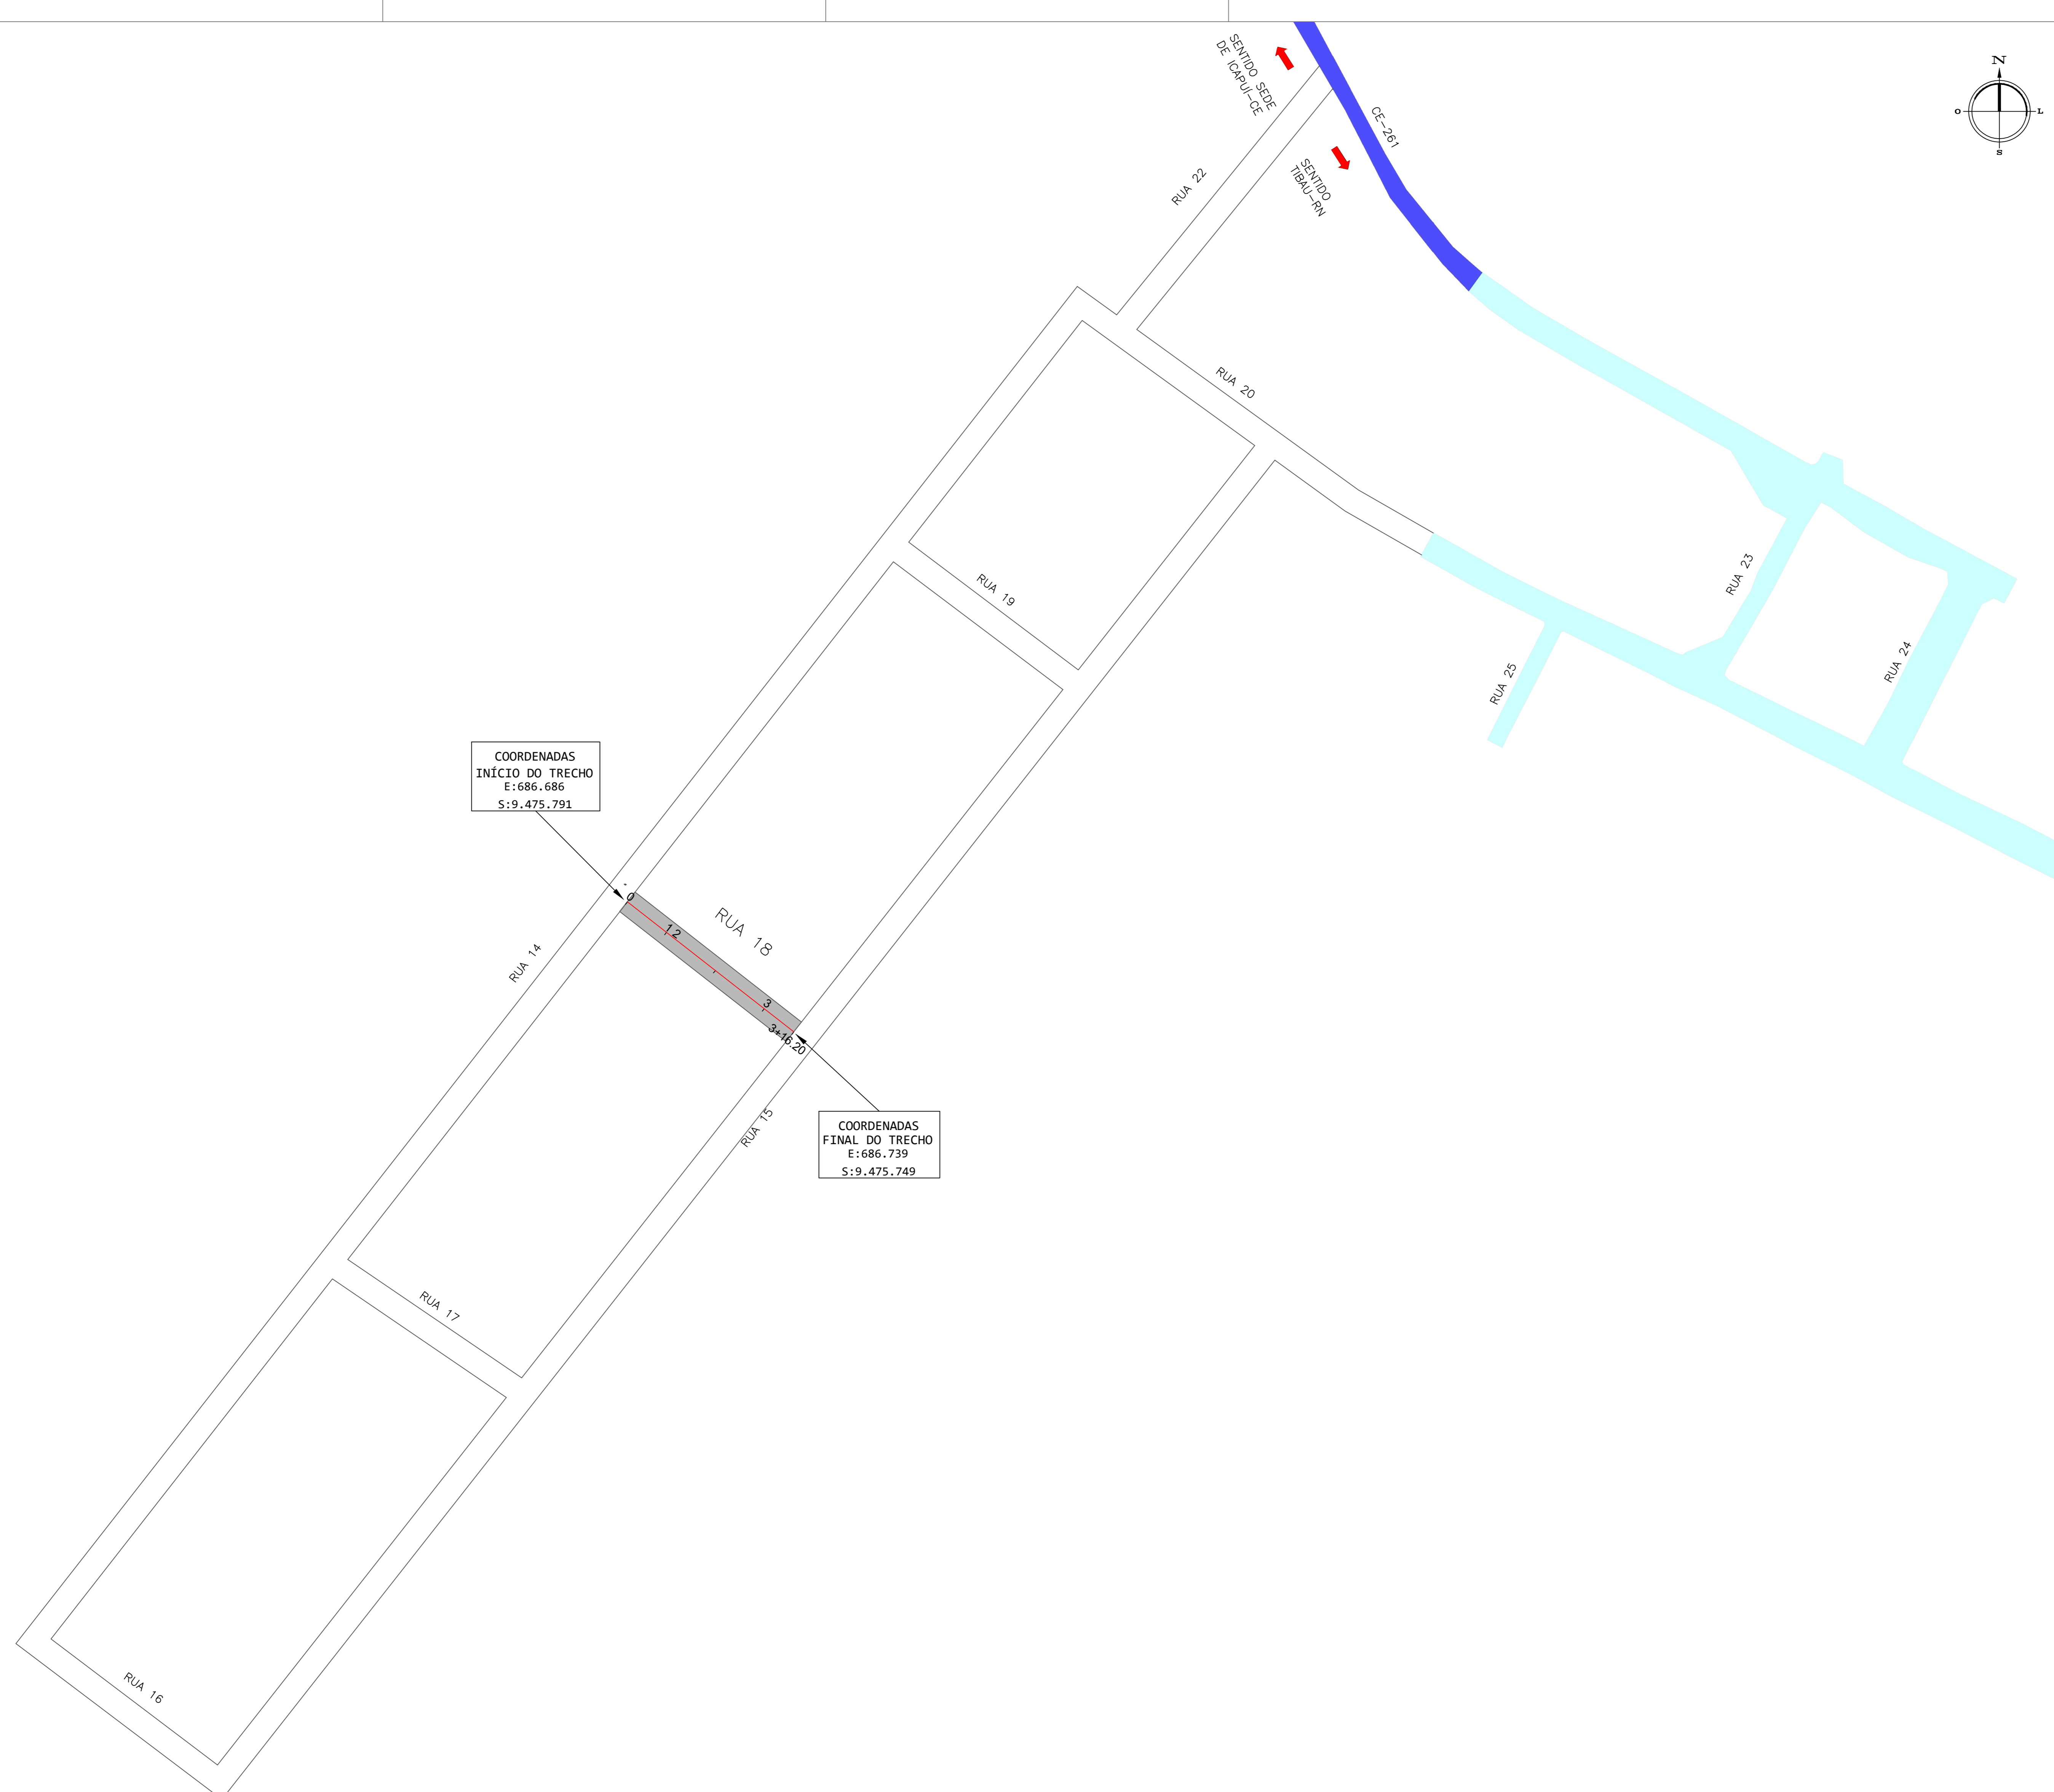 SENTIDO SEDE
DE ICAPUÍ-CE
CE-261
N
O
L
S
SENTIDO
TIBAU-RN
RUA 22
RUA 20
RUA 19
RUA 23
RUA 24
RUA 25
COORDENADAS
INÍCIO DO TRECHO
E:686.686
S:9.475.791
0
12
RUA 18
3
3+16.20
RUA 14
RUA 15
COORDENADAS
FINAL DO TRECHO
E:686.739
S:9.475.749
RUA 17
RUA 16